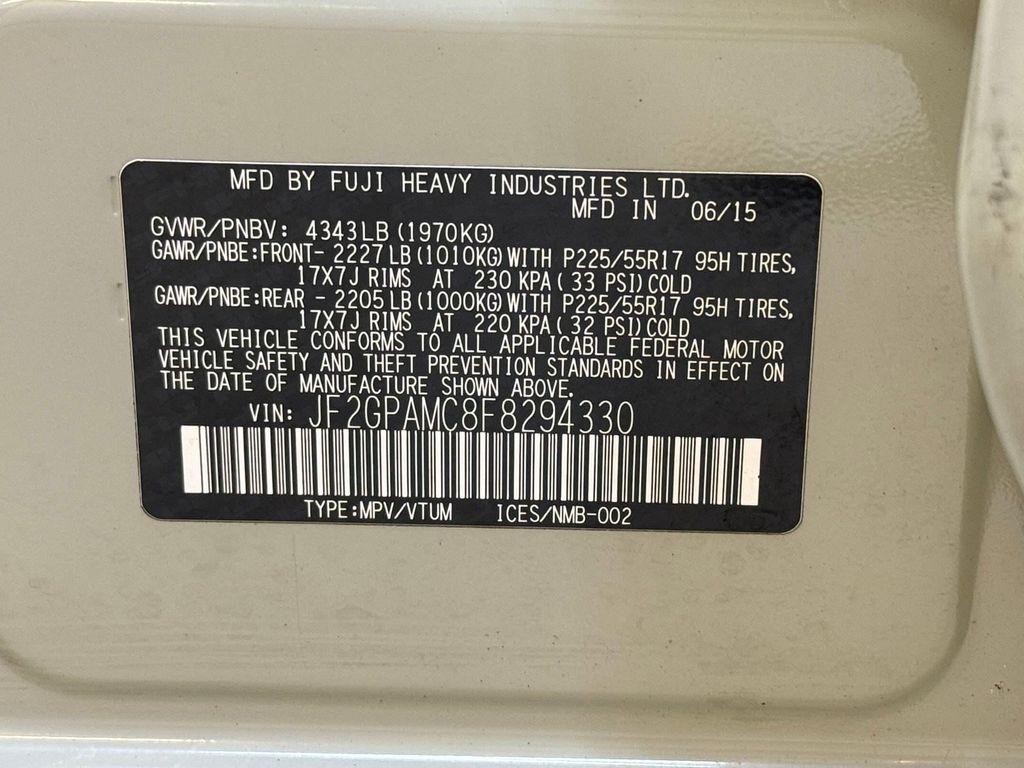 MFD BY FUJI HEAVY INDUSTRIES LTD.
MFD IN 06/15
GVWR/PNBV: 4343LB (1970KG)
GAWR/PNBE:FRONT- 2227LB (1010KG) WITH P225/55R17 95H TIRES,
17X7J RIMS AT 230 KPA ( 33 PSI) COLD
GAWR/PNBE:REAR - 2205LB (1000KG) WITH P225/55R17 95H TIRES,
17X7J RIMS AT 220 KPA ( 32 PSI) COLD
THIS VEHICLE CONFORMS TO ALL APPLICABLE FEDERAL MOTOR
VEHICLE SAFETY AND THEFT PREVENTION STANDARDS IN EFFECT ON
THE DATE OF MANUFACTURE SHOWN ABOVE.
VIN: JF2GPAMC8F8294330
TYPE:MPV/VTUM ICES/NMB-002